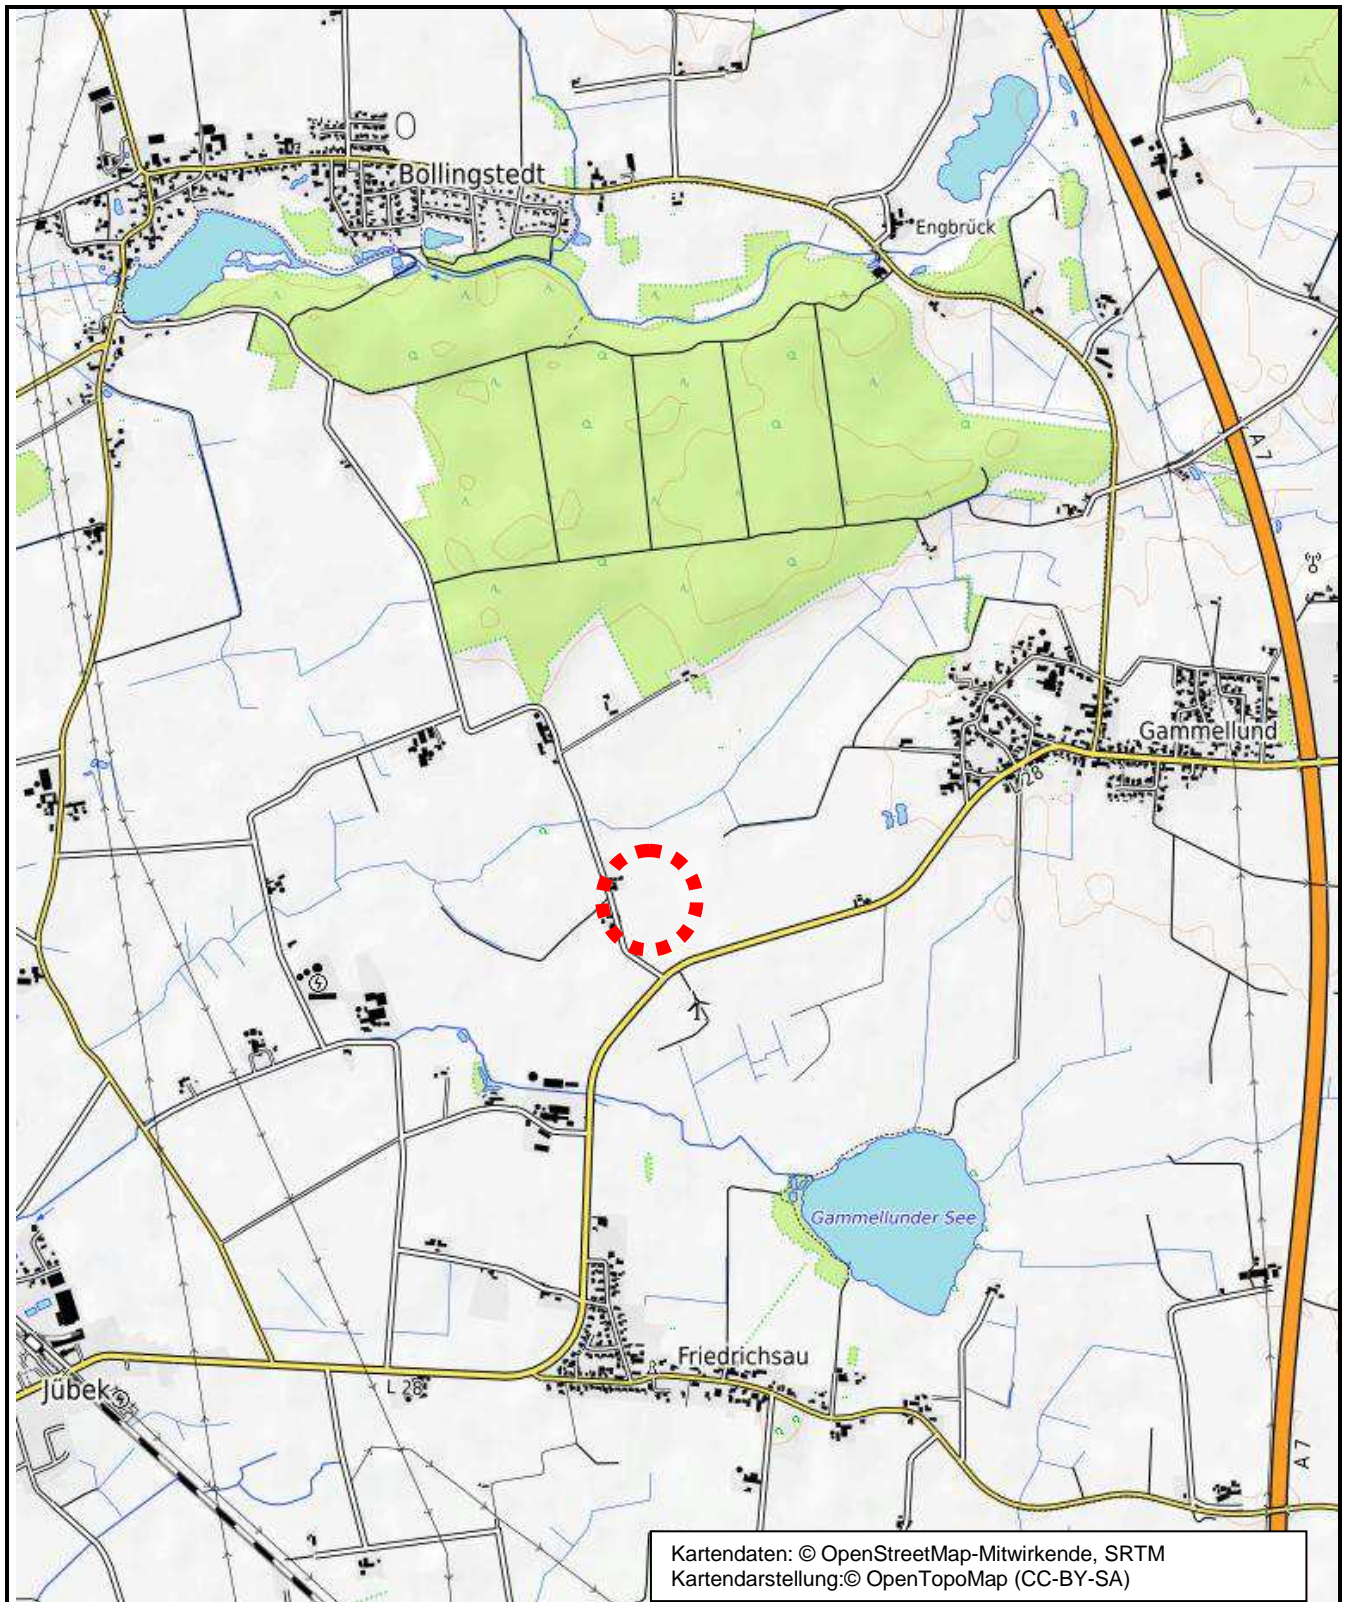 Bollingstedt
Engbrück
A 7
Gammellund
L 28
Gammellunder See
Friedrichsau
Jübek
L 28
A 7
Kartendaten: © OpenStreetMap-Mitwirkende, SRTM
Kartendarstellung:© OpenTopoMap (CC-BY-SA)